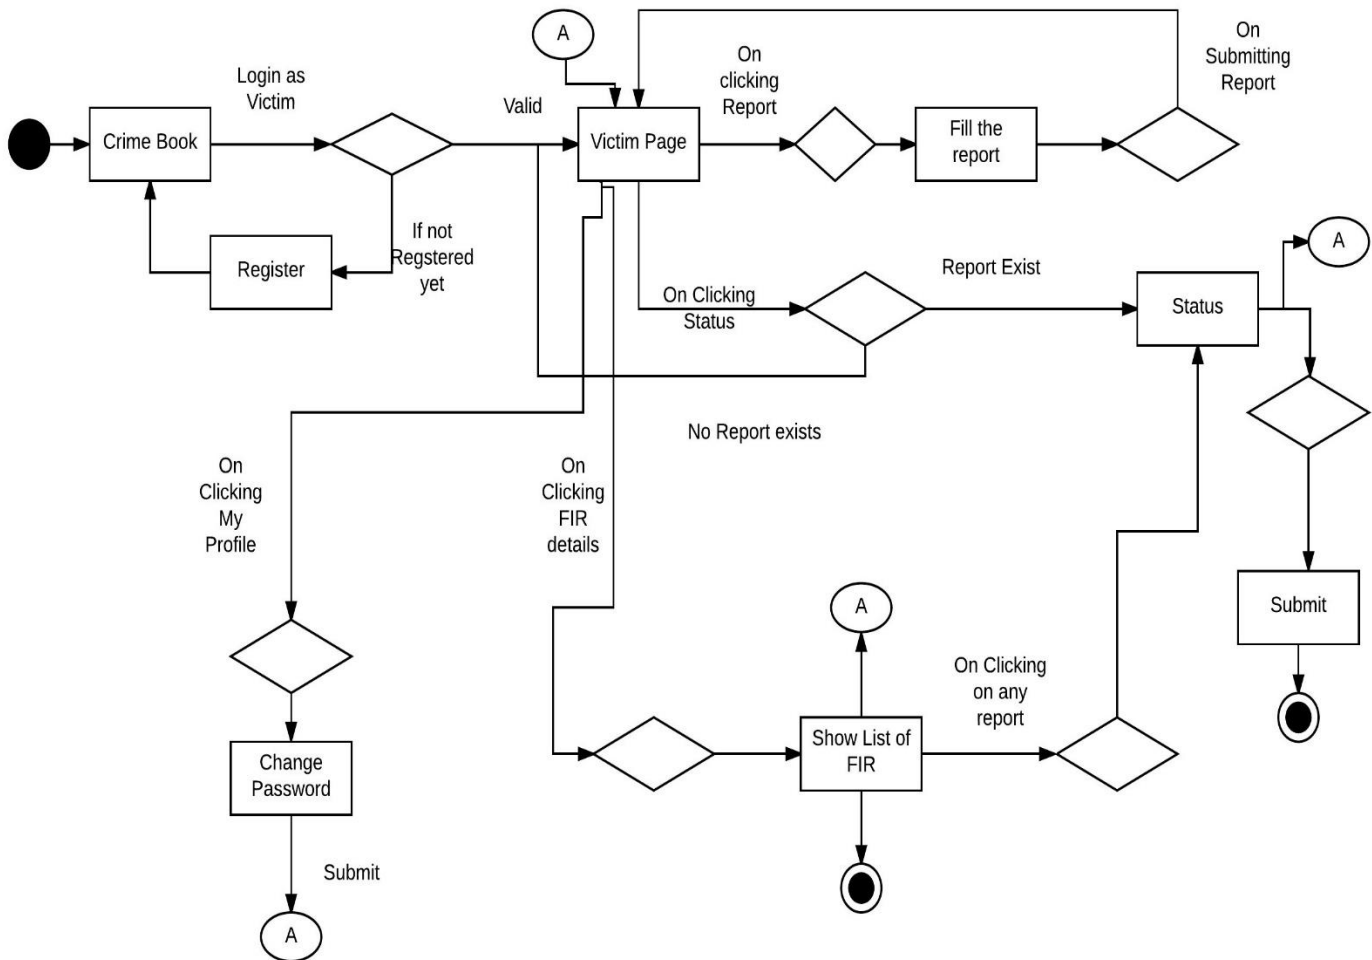 A
On
Submitting
Report
Login as
Victim
On
clicking
Report
Valid
Crime Book
Victim Page
Fill the
report
If not
Regstered
yet
Register
A
Report Exist
On Clicking
Status
Status
No Report exists
On
Clicking
My
Profile
On
Clicking
FIR
details
Submit
A
On Clicking
on any
report
Show List of
FIR
Change
Password
Submit
A